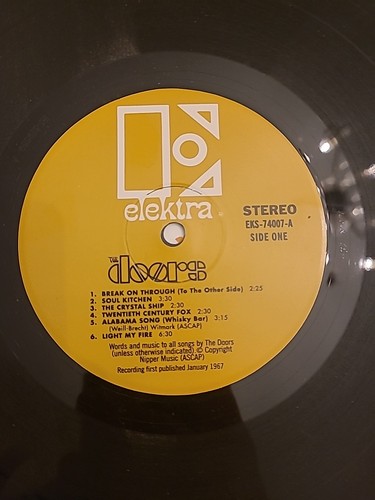 elektra
STEREO
EKS-74007-A
SIDE ONE
THE
doors
1. BREAK ON THROUGH (To The Other Side) 2:25
2. SOUL KITCHEN 3:30
3. THE CRYSTAL SHIP 2:30
4. TWENTIETH CENTURY FOX 2:30
5. ALABAMA SONG (Whisky Bar) 3:15
(Weill-Brecht) Witmark (ASCAP)
6. LIGHT MY FIRE 6:30
Words and music to all songs by The Doors
(unless otherwise indicated) © Copyright
Nipper Music (ASCAP)
Recording first published January 1967